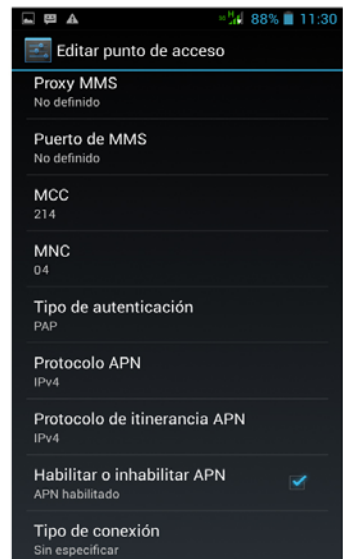 H 88% 11:30
Editar punto de acceso
Proxy MMS
No definido
Puerto de MMS
No definido
MCC
214
MNC
04
Tipo de autenticación
PAP
Protocolo APN
IPv4
Protocolo de itinerancia APN
IPv4
Habilitar o inhabilitar APN
APN habilitado
Tipo de conexión
Sin especificar